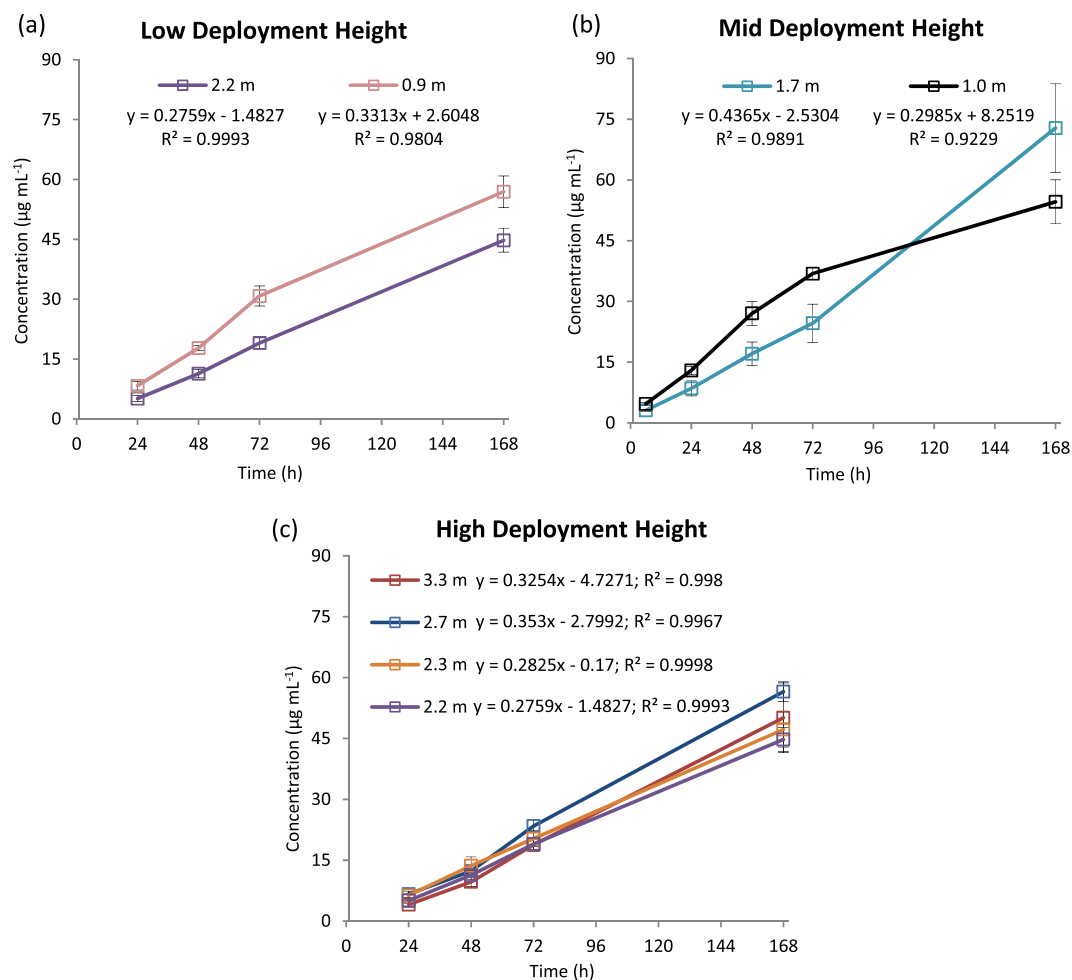 (a)
Low Deployment Height
2.2 m
0.9 m
y = 0.2759x - 1.4827
R² = 0.9993
y = 0.3313x + 2.6048
R² = 0.9804
Concentration (µg mL⁻¹)
90
75
60
45
30
15
0
0 24 48 72 96 120 144 168
Time (h)
(b)
Mid Deployment Height
1.7 m
1.0 m
y = 0.4365x - 2.5304
R² = 0.9891
y = 0.2985x + 8.2519
R² = 0.9229
Concentration (µg mL⁻¹)
90
75
60
45
30
15
0
0 24 48 72 96 120 144 168
Time (h)
(c)
High Deployment Height
3.3 m y = 0.3254x - 4.7271; R² = 0.998
2.7 m y = 0.353x - 2.7992; R² = 0.9967
2.3 m y = 0.2825x - 0.17; R² = 0.9998
2.2 m y = 0.2759x - 1.4827; R² = 0.9993
Concentration (µg mL⁻¹)
90
75
60
45
30
15
0
0 24 48 72 96 120 144 168
Time (h)